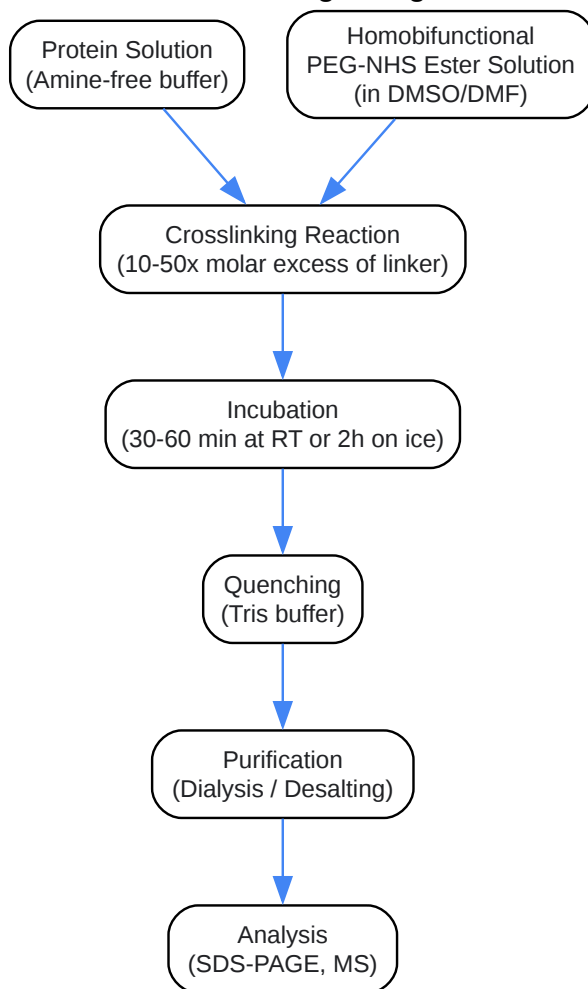 Protein Solution
(Amine-free buffer)
Homobifunctional
PEG-NHS Ester Solution
(in DMSO/DMF)
Crosslinking Reaction
(10-50x molar excess of linker)
Incubation
(30-60 min at RT or 2h on ice)
Quenching
(Tris buffer)
Purification
(Dialysis / Desalting)
Analysis
(SDS-PAGE, MS)